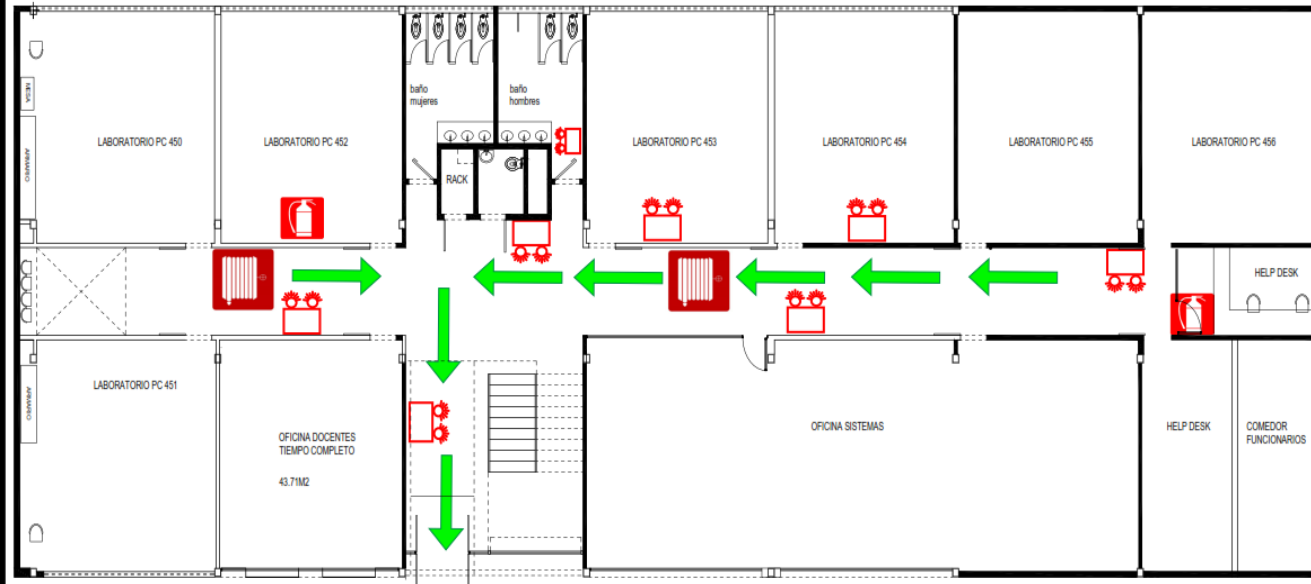 baño
mujeres
baño
hombres
MESA
ARMARIO
LABORATORIO PC 450
LABORATORIO PC 452
LABORATORIO PC 453
LABORATORIO PC 454
LABORATORIO PC 455
LABORATORIO PC 456
RACK
HELP DESK
LABORATORIO PC 451
ARMARIO
OFICINA DOCENTES
TIEMPO COMPLETO
43.71M2
OFICINA SISTEMAS
HELP DESK
COMEDOR
FUNCIONARIOS